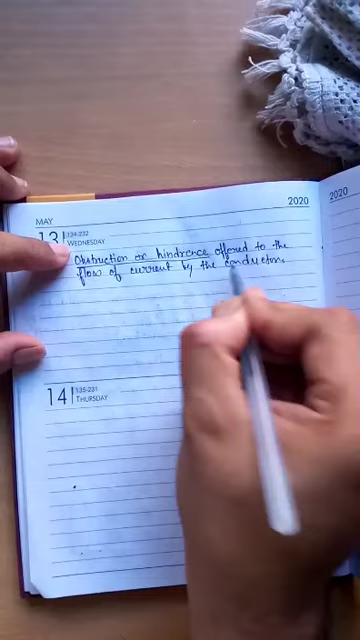 MAY
2020
2020
13
134-232
WEDNESDAY
Obstruction or hindrence offered to the
flow of current by the conductor.
14
135-231
THURSDAY